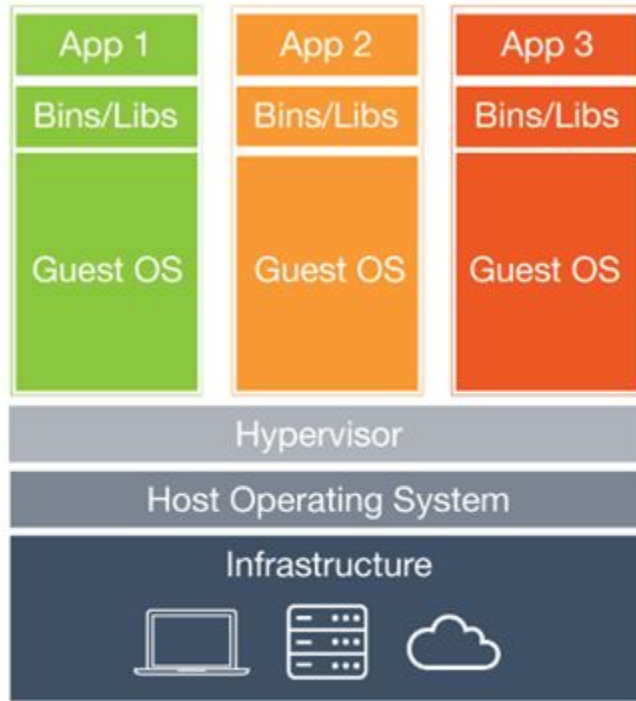 App 1
App 2
App 3
Bins/Libs
Bins/Libs
Bins/Libs
Guest OS
Guest OS
Guest OS
Hypervisor
Host Operating System
Infrastructure